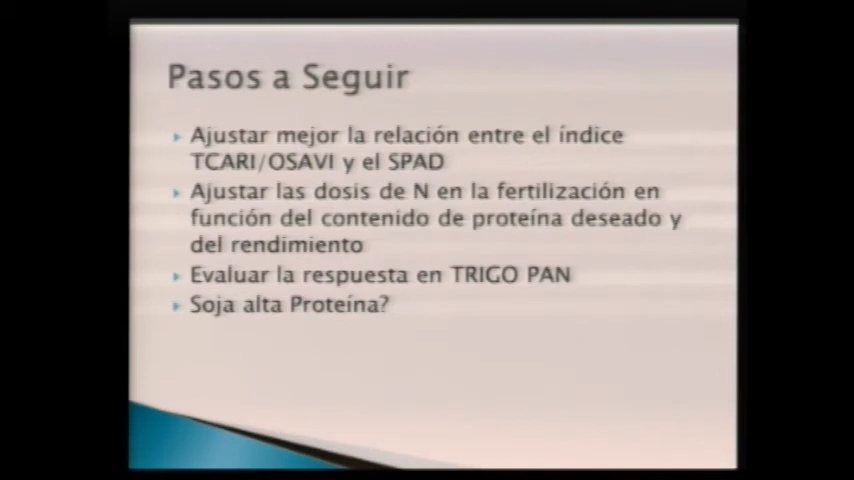 Pasos a Seguir
Ajustar mejor la relación entre el índice
TCARI/OSAVI y el SPAD
Ajustar las dosis de N en la fertilización en
función del contenido de proteína deseado y
del rendimiento
Evaluar la respuesta en TRIGO PAN
Soja alta Proteína?